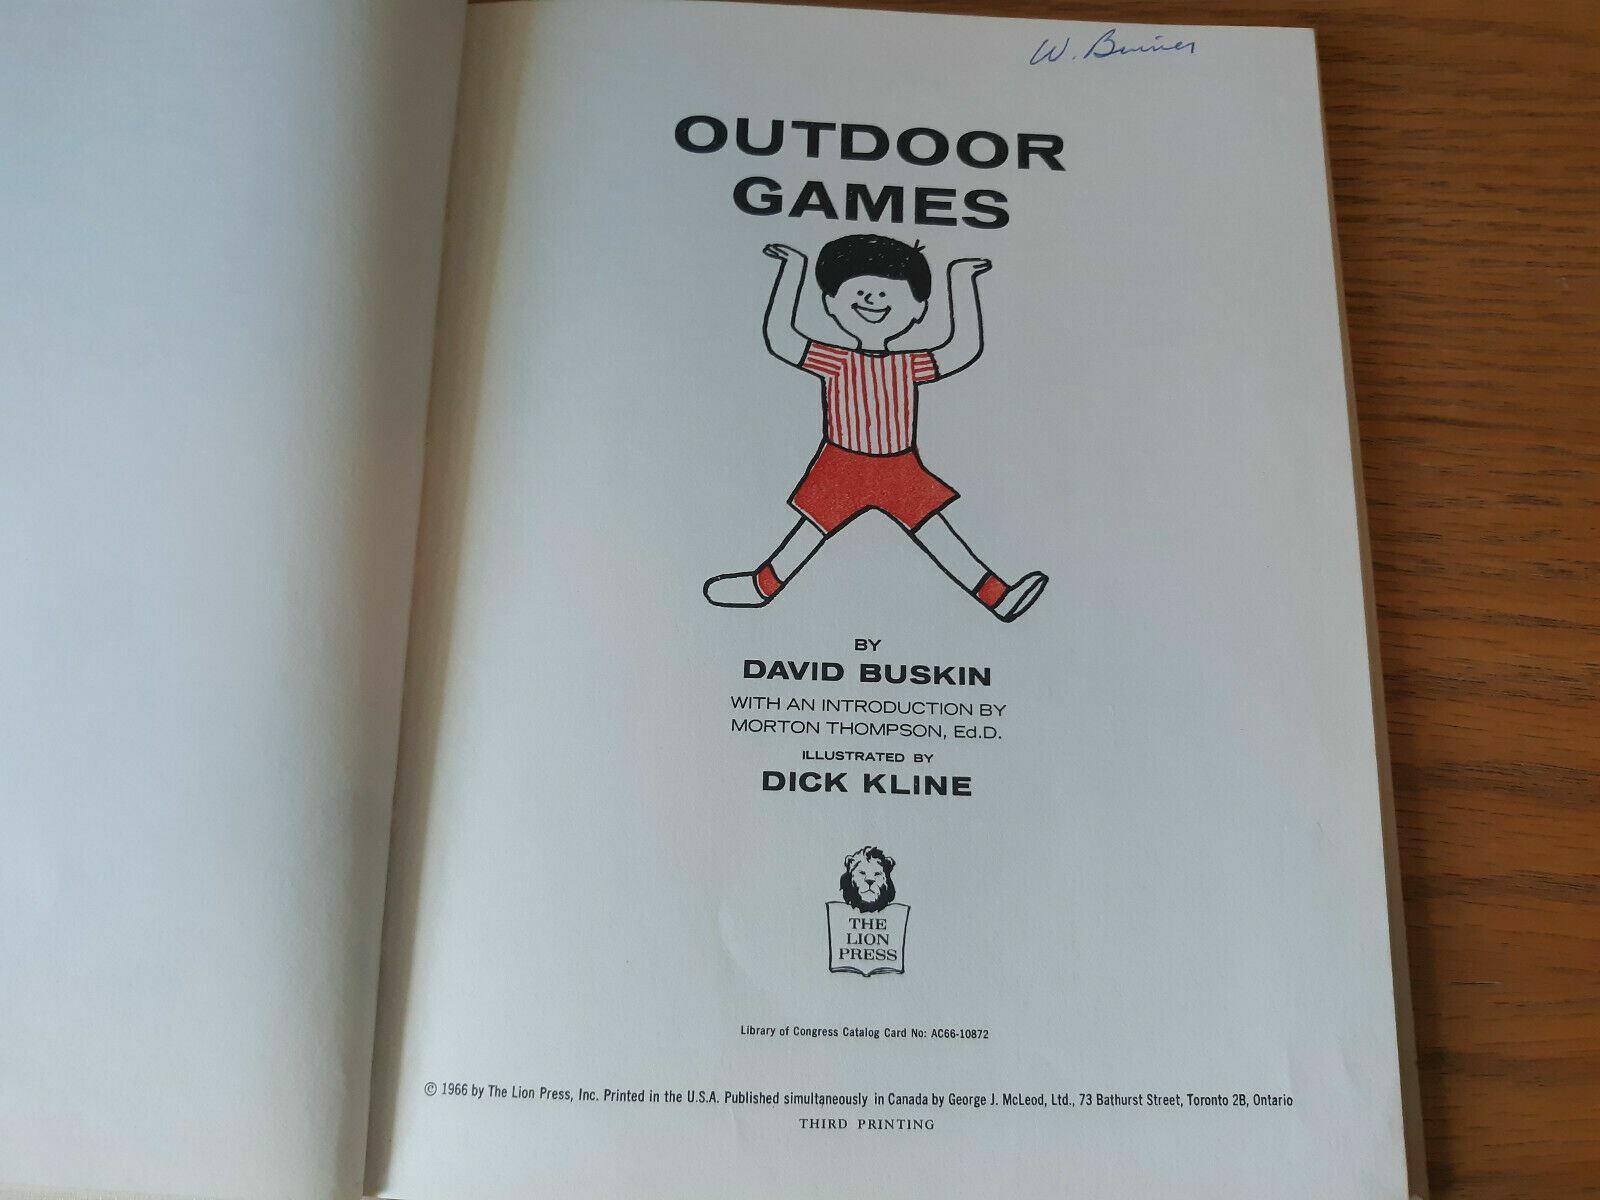 OUTDOOR
GAMES
BY
DAVID BUSKIN
WITH AN INTRODUCTION BY
MORTON THOMPSON, Ed.D.
ILLUSTRATED BY
DICK KLINE
THE
LION
PRESS
Library of Congress Catalog Card No: AC66-10872
© 1966 by The Lion Press, Inc. Printed in the U.S.A. Published simultaneously in Canada by George J. McLeod, Ltd., 73 Bathurst Street, Toronto 2B, Ontario
THIRD PRINTING